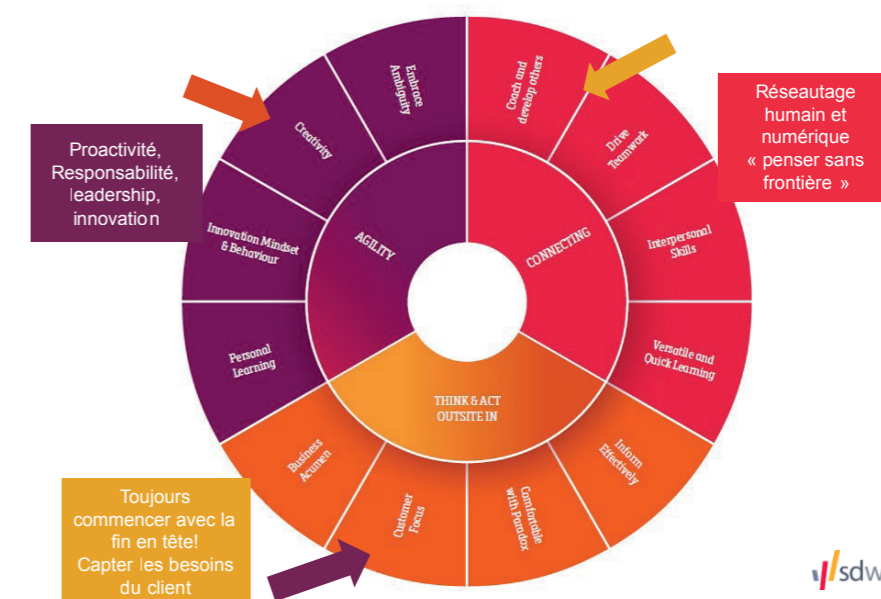 Embrace
Ambiguity
Coach and
develop others
Creativity
Drive
Teamwork
Réseautage
humain et
numérique
« penser sans
frontière »
Proactivité,
Responsabilité,
leadership,
innovation
Innovation Mindset
& Behaviour
AGILITY
CONNECTING
Interpersonal
Skills
Personal
Learning
Versatile and
Quick Learning
THINK & ACT
OUTSITE IN
Business
Acumen
Customer
Focus
Comfortable
with Paradox
Inform
Effectively
Toujours
commencer avec la
fin en tête!
Capter les besoins
du client